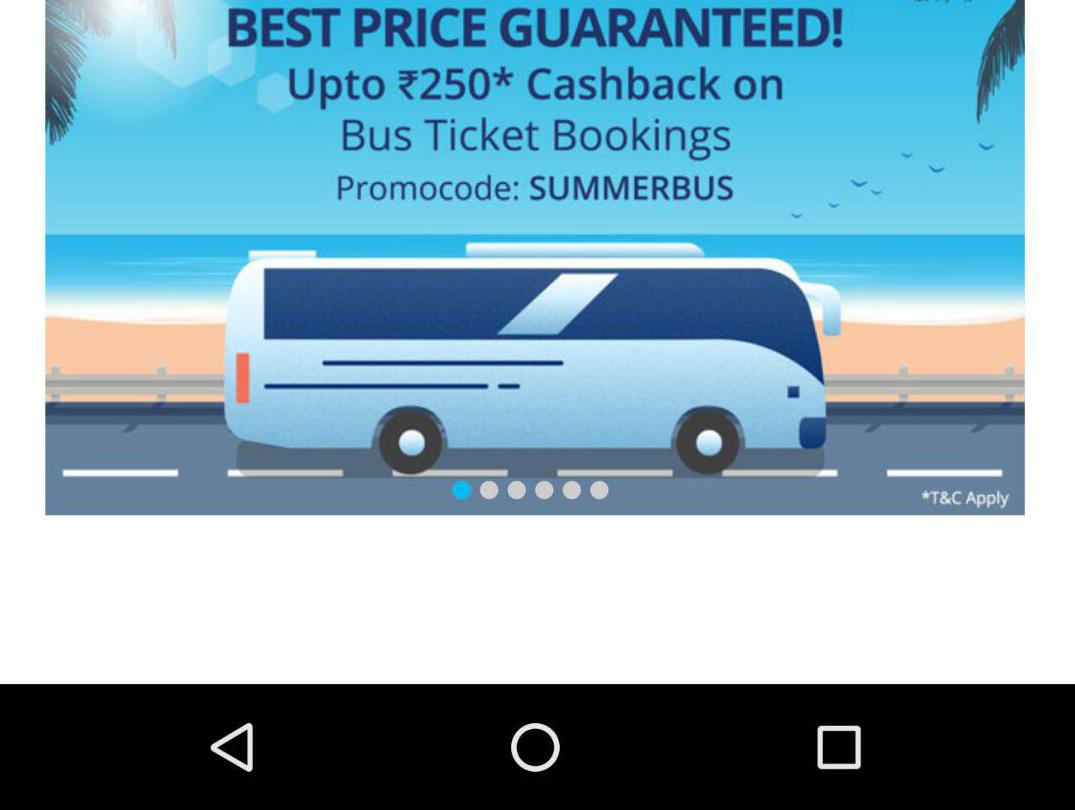 BEST PRICE GUARANTEED!
Upto ₹250* Cashback on
Bus Ticket Bookings
Promocode: SUMMERBUS
*T&C Apply